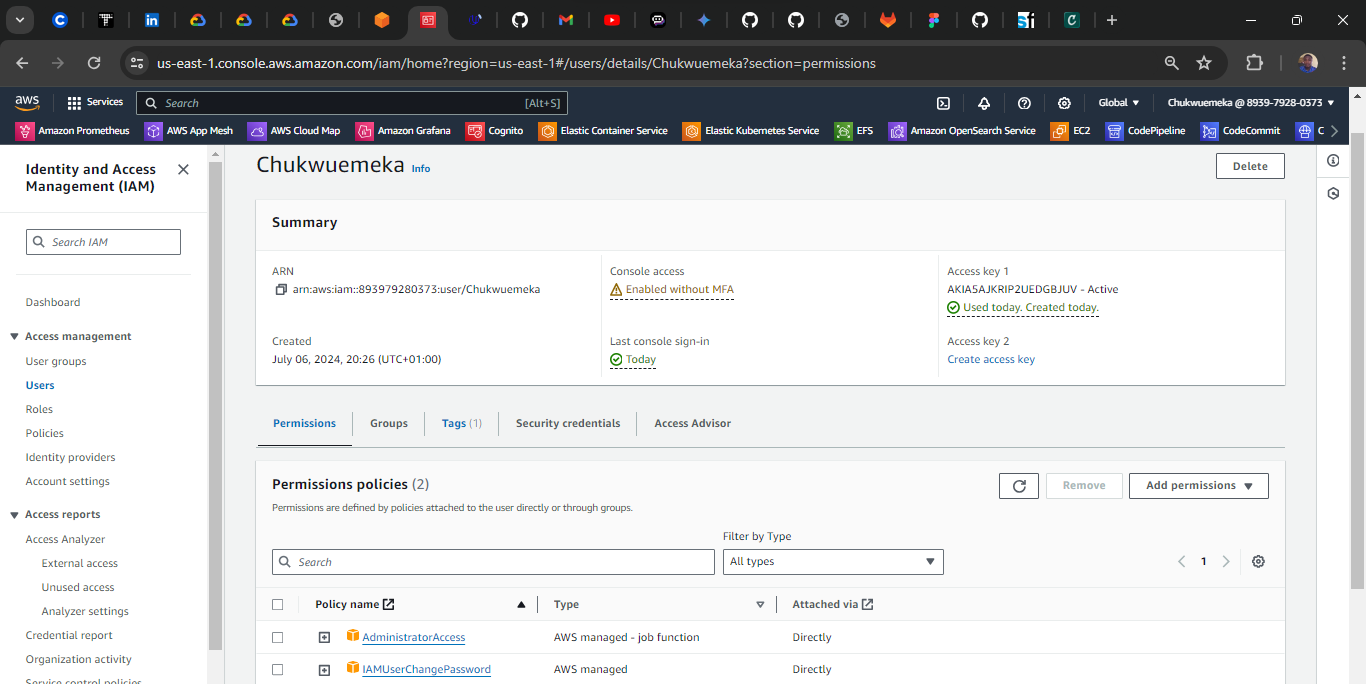 us-east-1.console.aws.amazon.com/iam/home?region=us-east-1#/users/details/Chukwuemeka?section=permissions
aws
Services
Search
[Alt+S]
Global
Chukwuemeka @ 8939-7928-0373
Amazon Prometheus
AWS App Mesh
AWS Cloud Map
Amazon Grafana
Cognito
Elastic Container Service
Elastic Kubernetes Service
EFS
Amazon OpenSearch Service
EC2
CodePipeline
CodeCommit
C
Identity and Access
Management (IAM)
Search IAM
Dashboard
Access management
User groups
Users
Roles
Policies
Identity providers
Account settings
Access reports
Access Analyzer
External access
Unused access
Analyzer settings
Credential report
Organization activity
Service control policies
Chukwuemeka
Info
Delete
Summary
ARN
arn:aws:iam::893979280373:user/Chukwuemeka
Console access
Enabled without MFA
Access key 1
AKIA5AJKRIP2UEDGBJUV - Active
Used today. Created today.
Created
July 06, 2024, 20:26 (UTC+01:00)
Last console sign-in
Today
Access key 2
Create access key
Permissions
Groups
Tags (1)
Security credentials
Access Advisor
Permissions policies (2)
Permissions are defined by policies attached to the user directly or through groups.
Remove
Add permissions
Filter by Type
Search
All types
1
Policy name
Type
Attached via
AdministratorAccess
AWS managed - job function
Directly
IAMUserChangePassword
AWS managed
Directly